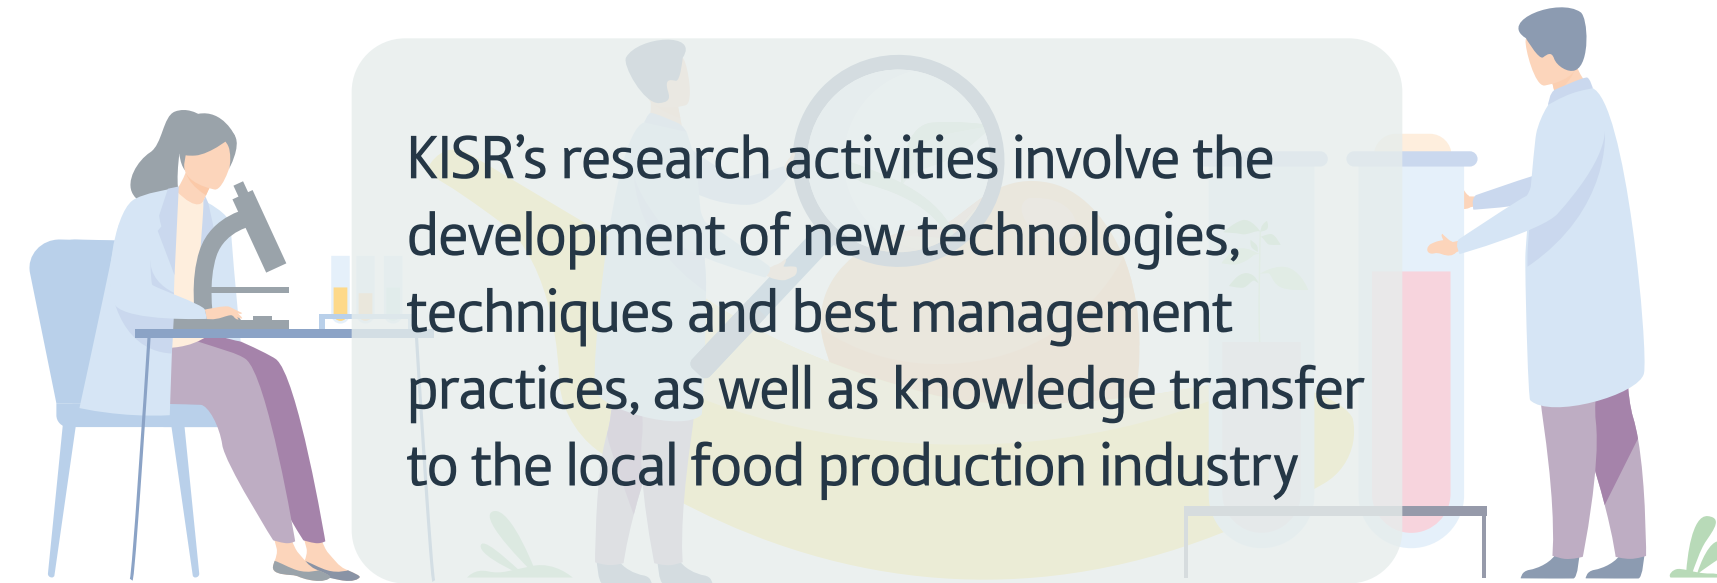 KISR’s research activities involve the
development of new technologies,
techniques and best management
practices, as well as knowledge transfer
to the local food production industry